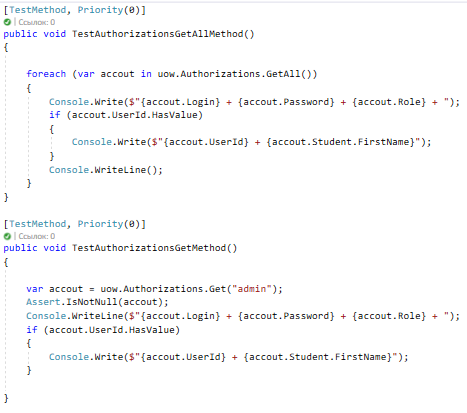 [TestMethod, Priority(0)]
| Ссылок: 0
public void TestAuthorizationsGetAllMethod()
{
foreach (var accout in uow.Authorizations.GetAll())
{
Console.Write($"{accout.Login} + {accout.Password} + {accout.Role} + ");
if (accout.UserId.HasValue)
{
Console.Write($"{accout.UserId} + {accout.Student.FirstName}");
}
Console.WriteLine();
}
}
[TestMethod, Priority(0)]
| Ссылок: 0
public void TestAuthorizationsGetMethod()
{
var accout = uow.Authorizations.Get("admin");
Assert.IsNotNull(accout);
Console.WriteLine($"{accout.Login} + {accout.Password} + {accout.Role} + ");
if (accout.UserId.HasValue)
{
Console.Write($"{accout.UserId} + {accout.Student.FirstName}");
}
}